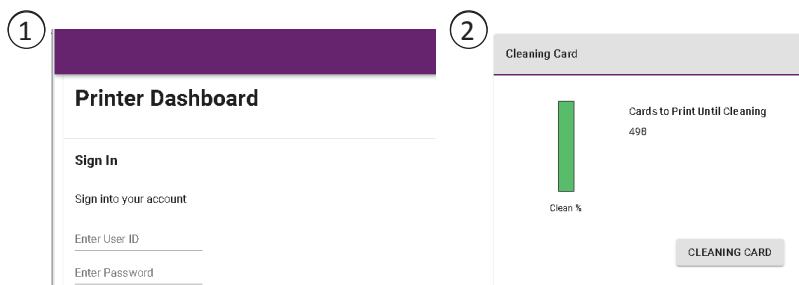 1
Printer Dashboard
Sign In
Sign into your account
Enter User ID
Enter Password
2
Cleaning Card
Cards to Print Until Cleaning
498
Clean %
CLEANING CARD